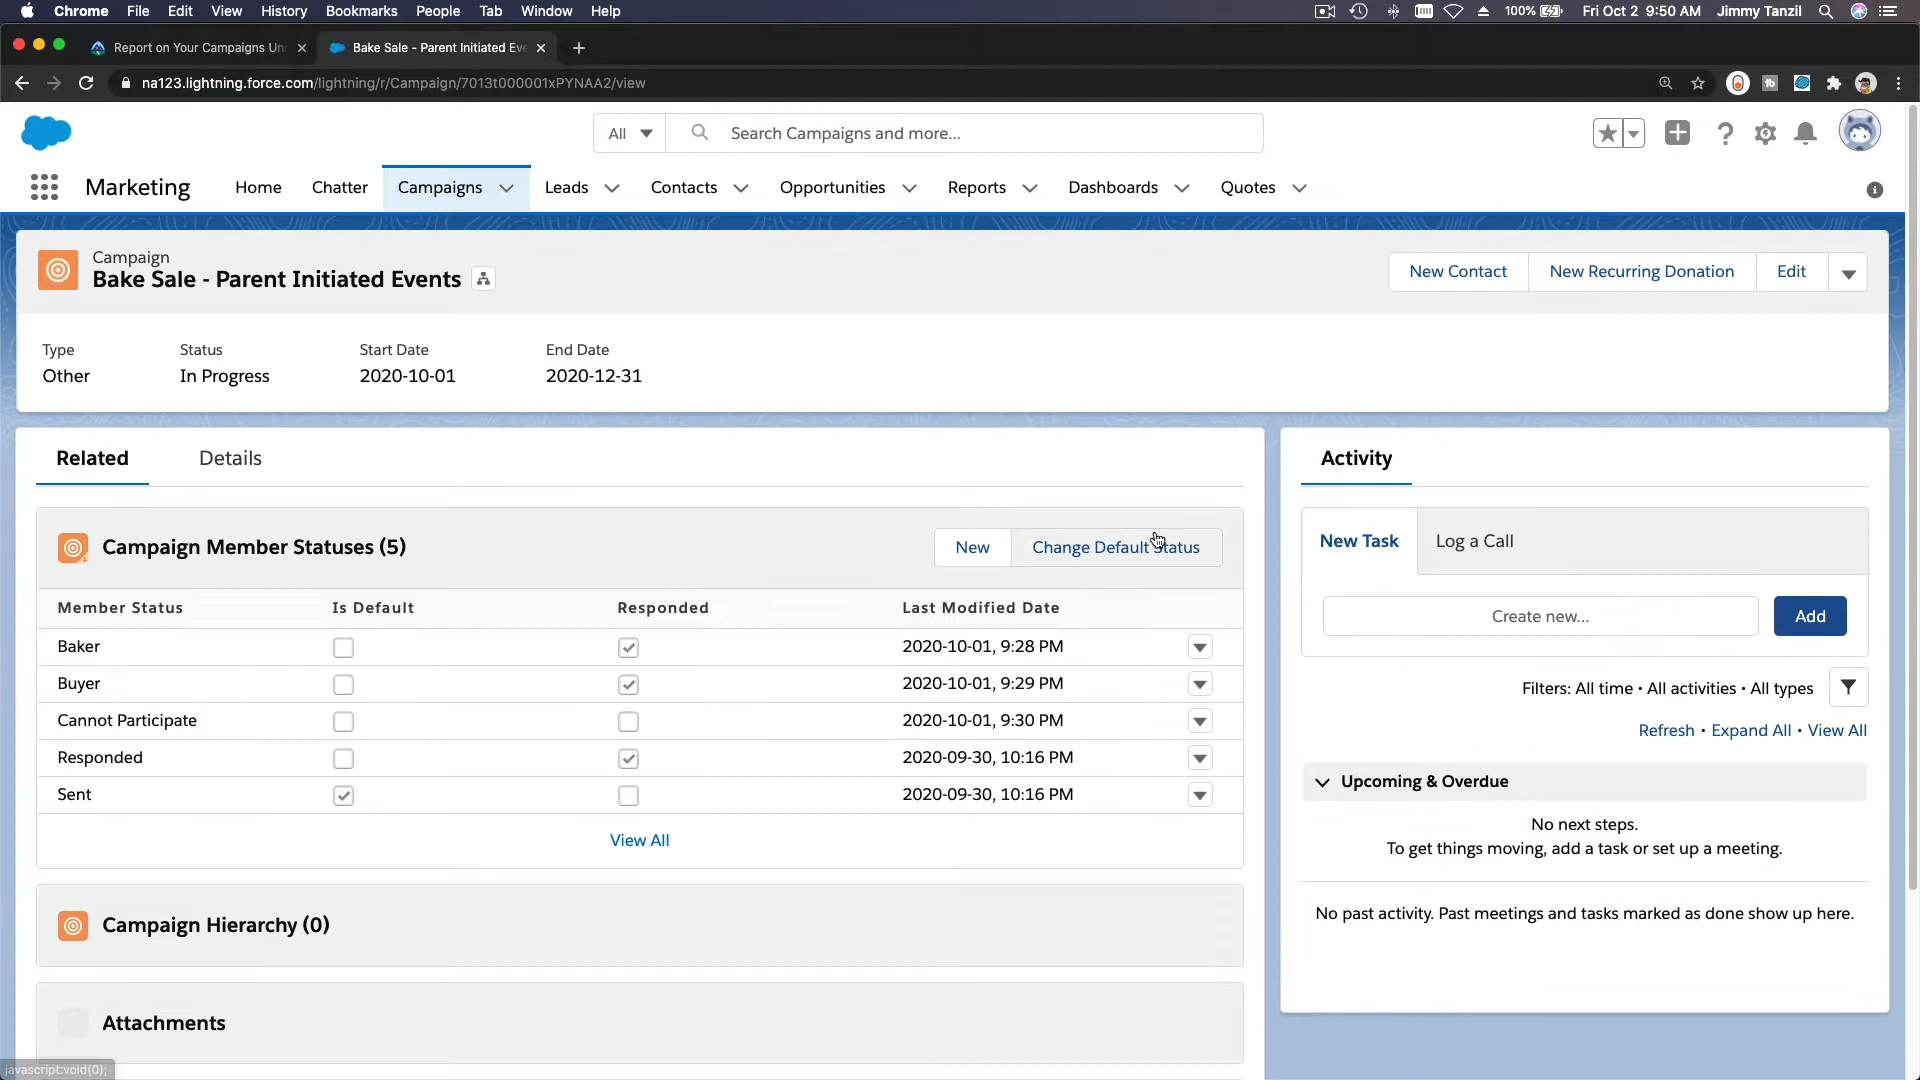 Chrome File Edit View History Bookmarks People Tab Window Help 100% Fri Oct 2 9:50 AM Jimmy Tanzil
Report on Your Campaigns Uni Bake Sale - Parent Initiated Eve
na123.lightning.force.com/lightning/r/Campaign/7013t000001xPYNAA2/view
All Search Campaigns and more...
Marketing Home Chatter Campaigns Leads Contacts Opportunities Reports Dashboards Quotes
Campaign
Bake Sale - Parent Initiated Events
New Contact New Recurring Donation Edit
Type Status Start Date End Date
Other In Progress 2020-10-01 2020-12-31
Related Details
Campaign Member Statuses (5)
New Change Default Status
Member Status Is Default Responded Last Modified Date
Baker 2020-10-01, 9:28 PM
Buyer 2020-10-01, 9:29 PM
Cannot Participate 2020-10-01, 9:30 PM
Responded 2020-09-30, 10:16 PM
Sent 2020-09-30, 10:16 PM
View All
Campaign Hierarchy (0)
Attachments
Activity
New Task Log a Call
Create new... Add
Filters: All time • All activities • All types
Refresh • Expand All • View All
Upcoming & Overdue
No next steps.
To get things moving, add a task or set up a meeting.
No past activity. Past meetings and tasks marked as done show up here.
javascript:void(0);